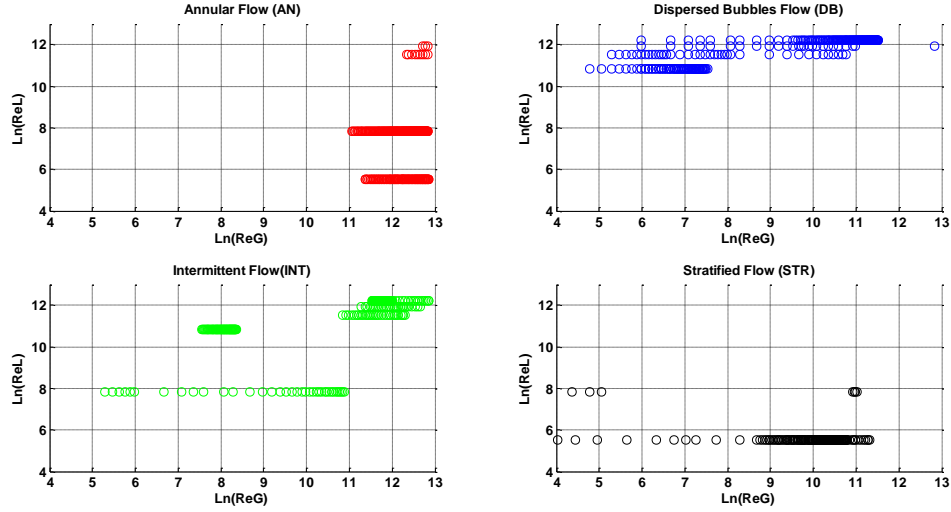 Annular Flow (AN)
12
10
8
6
4
Ln(ReL)
4 5 6 7 8 9 10 11 12 13
Ln(ReG)
Dispersed Bubbles Flow (DB)
12
10
8
6
4
Ln(ReL)
4 5 6 7 8 9 10 11 12 13
Ln(ReG)
Intermittent Flow(INT)
12
10
8
6
4
Ln(ReL)
4 5 6 7 8 9 10 11 12 13
Ln(ReG)
Stratified Flow (STR)
12
10
8
6
4
Ln(ReL)
4 5 6 7 8 9 10 11 12 13
Ln(ReG)